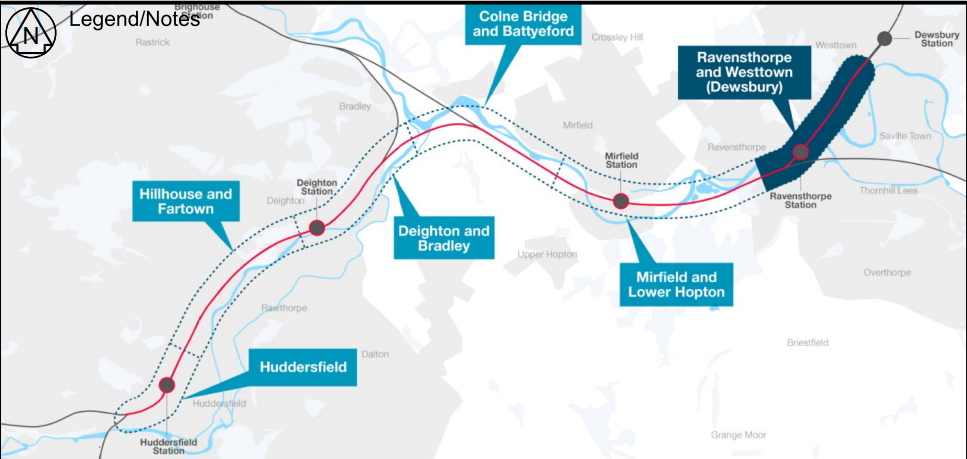 N
Legend/Notes
Brighouse
Station
Rastrick
Colne Bridge
and Battyeford
Crossley Hill
Westtown
Dewsbury
Station
Ravensthorpe
and Westtown
(Dewsbury)
Bradley
Mirfield
Saville Town
Ravensthorpe
Mirfield
Station
Deighton
Station
Deighton
Hillhouse and
Fartown
Thornhill Lees
Ravensthorpe
Station
Deighton and
Bradley
Upper Hopton
Mirfield and
Lower Hopton
Overthorpe
Rawthorpe
Briestfield
Dalton
Huddersfield
Huddersfield
Huddersfield
Station
Grange Moor